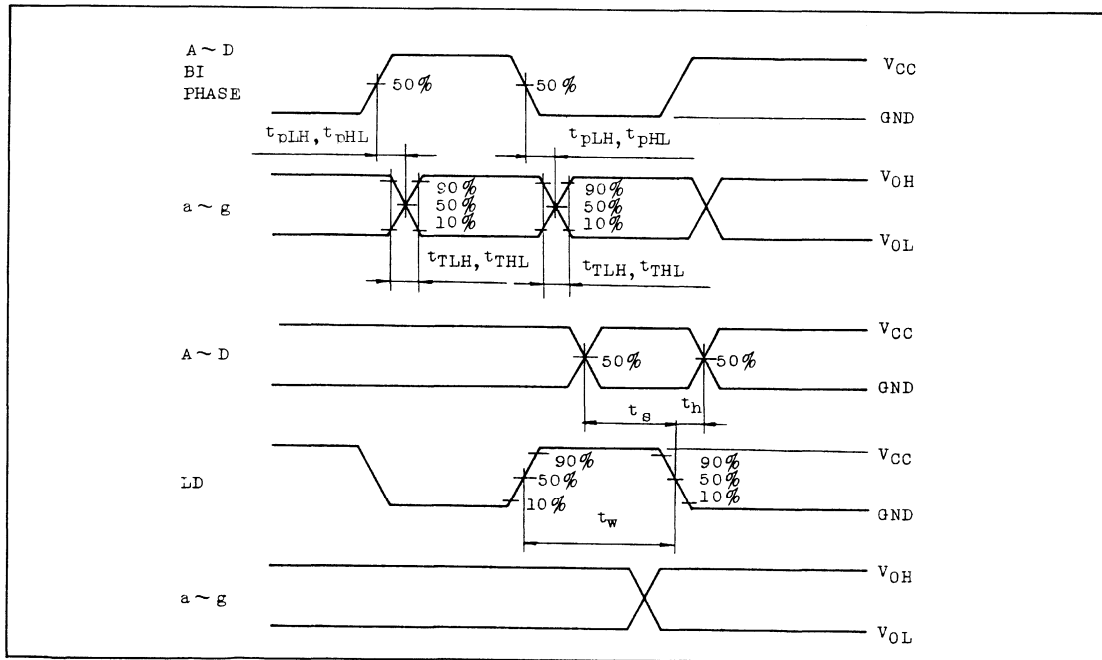 A～D
BI
PHASE
50%
50%
VCC
GND
tpLH, tpHL
tpLH, tpHL
a～g
90%
50%
10%
90%
50%
10%
VOH
VOL
tTLH, tTHL
tTLH, tTHL
A～D
50%
50%
VCC
GND
ts
th
LD
90%
50%
10%
90%
50%
10%
VCC
GND
tw
a～g
VOH
VOL